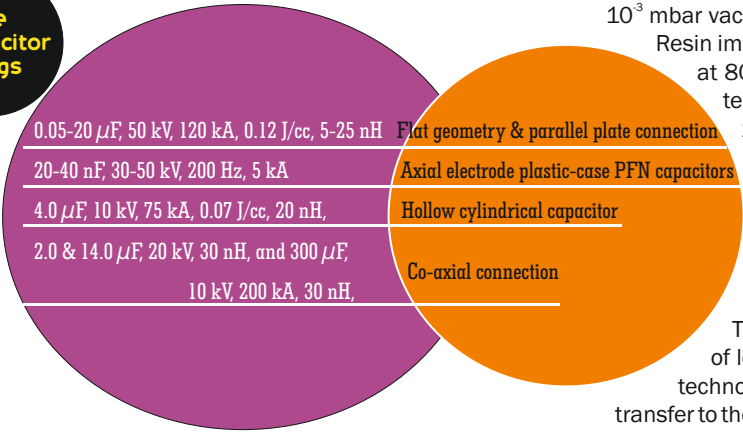 citor
gs
10⁻³ mbar vac
Resin im
at 80
te
0.05-20 µF, 50 kV, 120 kA, 0.12 J/cc, 5-25 nH Flat geometry & parallel plate connection
20-40 nF, 30-50 kV, 200 Hz, 5 kA Axial electrode plastic-case PFN capacitors
4.0 µF, 10 kV, 75 kA, 0.07 J/cc, 20 nH, Hollow cylindrical capacitor
2.0 & 14.0 µF, 20 kV, 30 nH, and 300 µF,
Co-axial connection
10 kV, 200 kA, 30 nH,
T
of l
techno
transfer to the